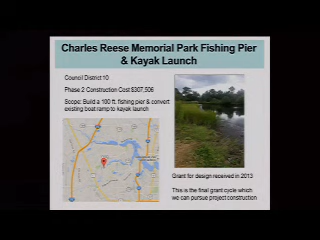 Charles Reese Memorial Park Fishing Pier
& Kayak Launch
Council District 10
Phase 2 Construction Cost $307,506
Scope: Build a 100 ft. fishing pier & convert
existing boat ramp to kayak launch
Grant for design received in 2013
This is the final grant cycle which
we can pursue project construction